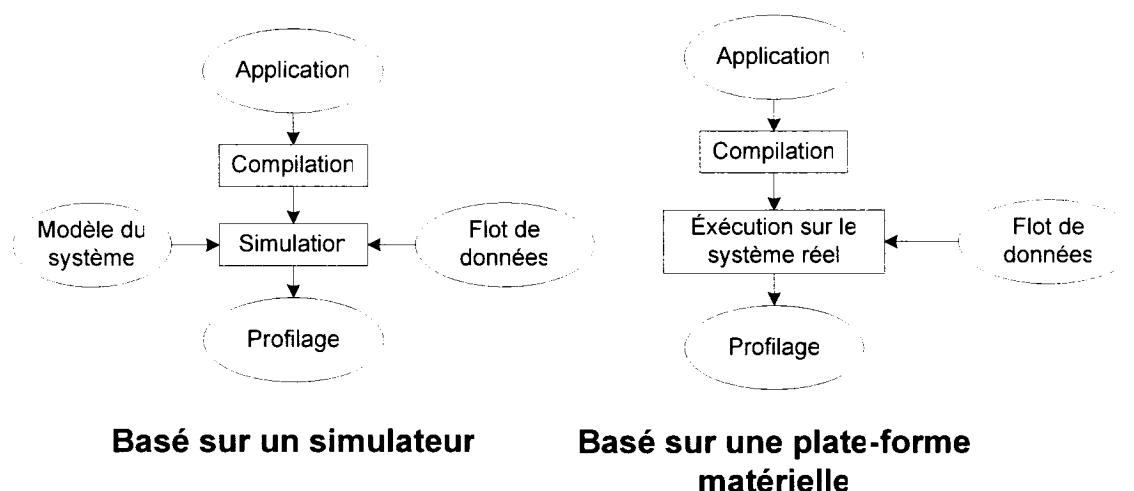 Application
Compilation
Modèle du
système
Simulation
Flot de
données
Profilage
Basé sur un simulateur
Application
Compilation
Éxécution sur le
système réel
Flot de
données
Profilage
Basé sur une plate-forme
matérielle